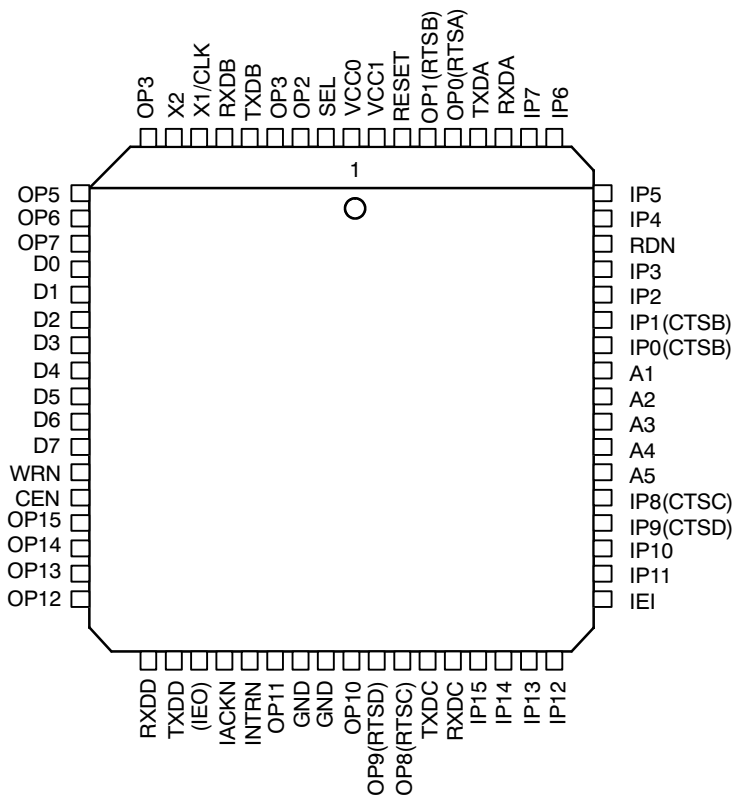 OP3
X2
X1/CLK
RXDB
TXDB
OP3
OP2
SEL
VCC0
VCC1
RESET
OP1(RTSB)
OP0(RTSA)
TXDA
RXDA
IP7
IP6
1
OP5
OP6
OP7
D0
D1
D2
D3
D4
D5
D6
D7
WRN
CEN
OP15
OP14
OP13
OP12
IP5
IP4
RDN
IP3
IP2
IP1(CTSB)
IP0(CTSB)
A1
A2
A3
A4
A5
IP8(CTSC)
IP9(CTSD)
IP10
IP11
IEI
RXDD
TXDD
(IEO)
IACKN
INTRN
OP11
GND
GND
OP10
OP9(RTSD)
OP8(RTSC)
TXDC
RXDC
IP15
IP14
IP13
IP12